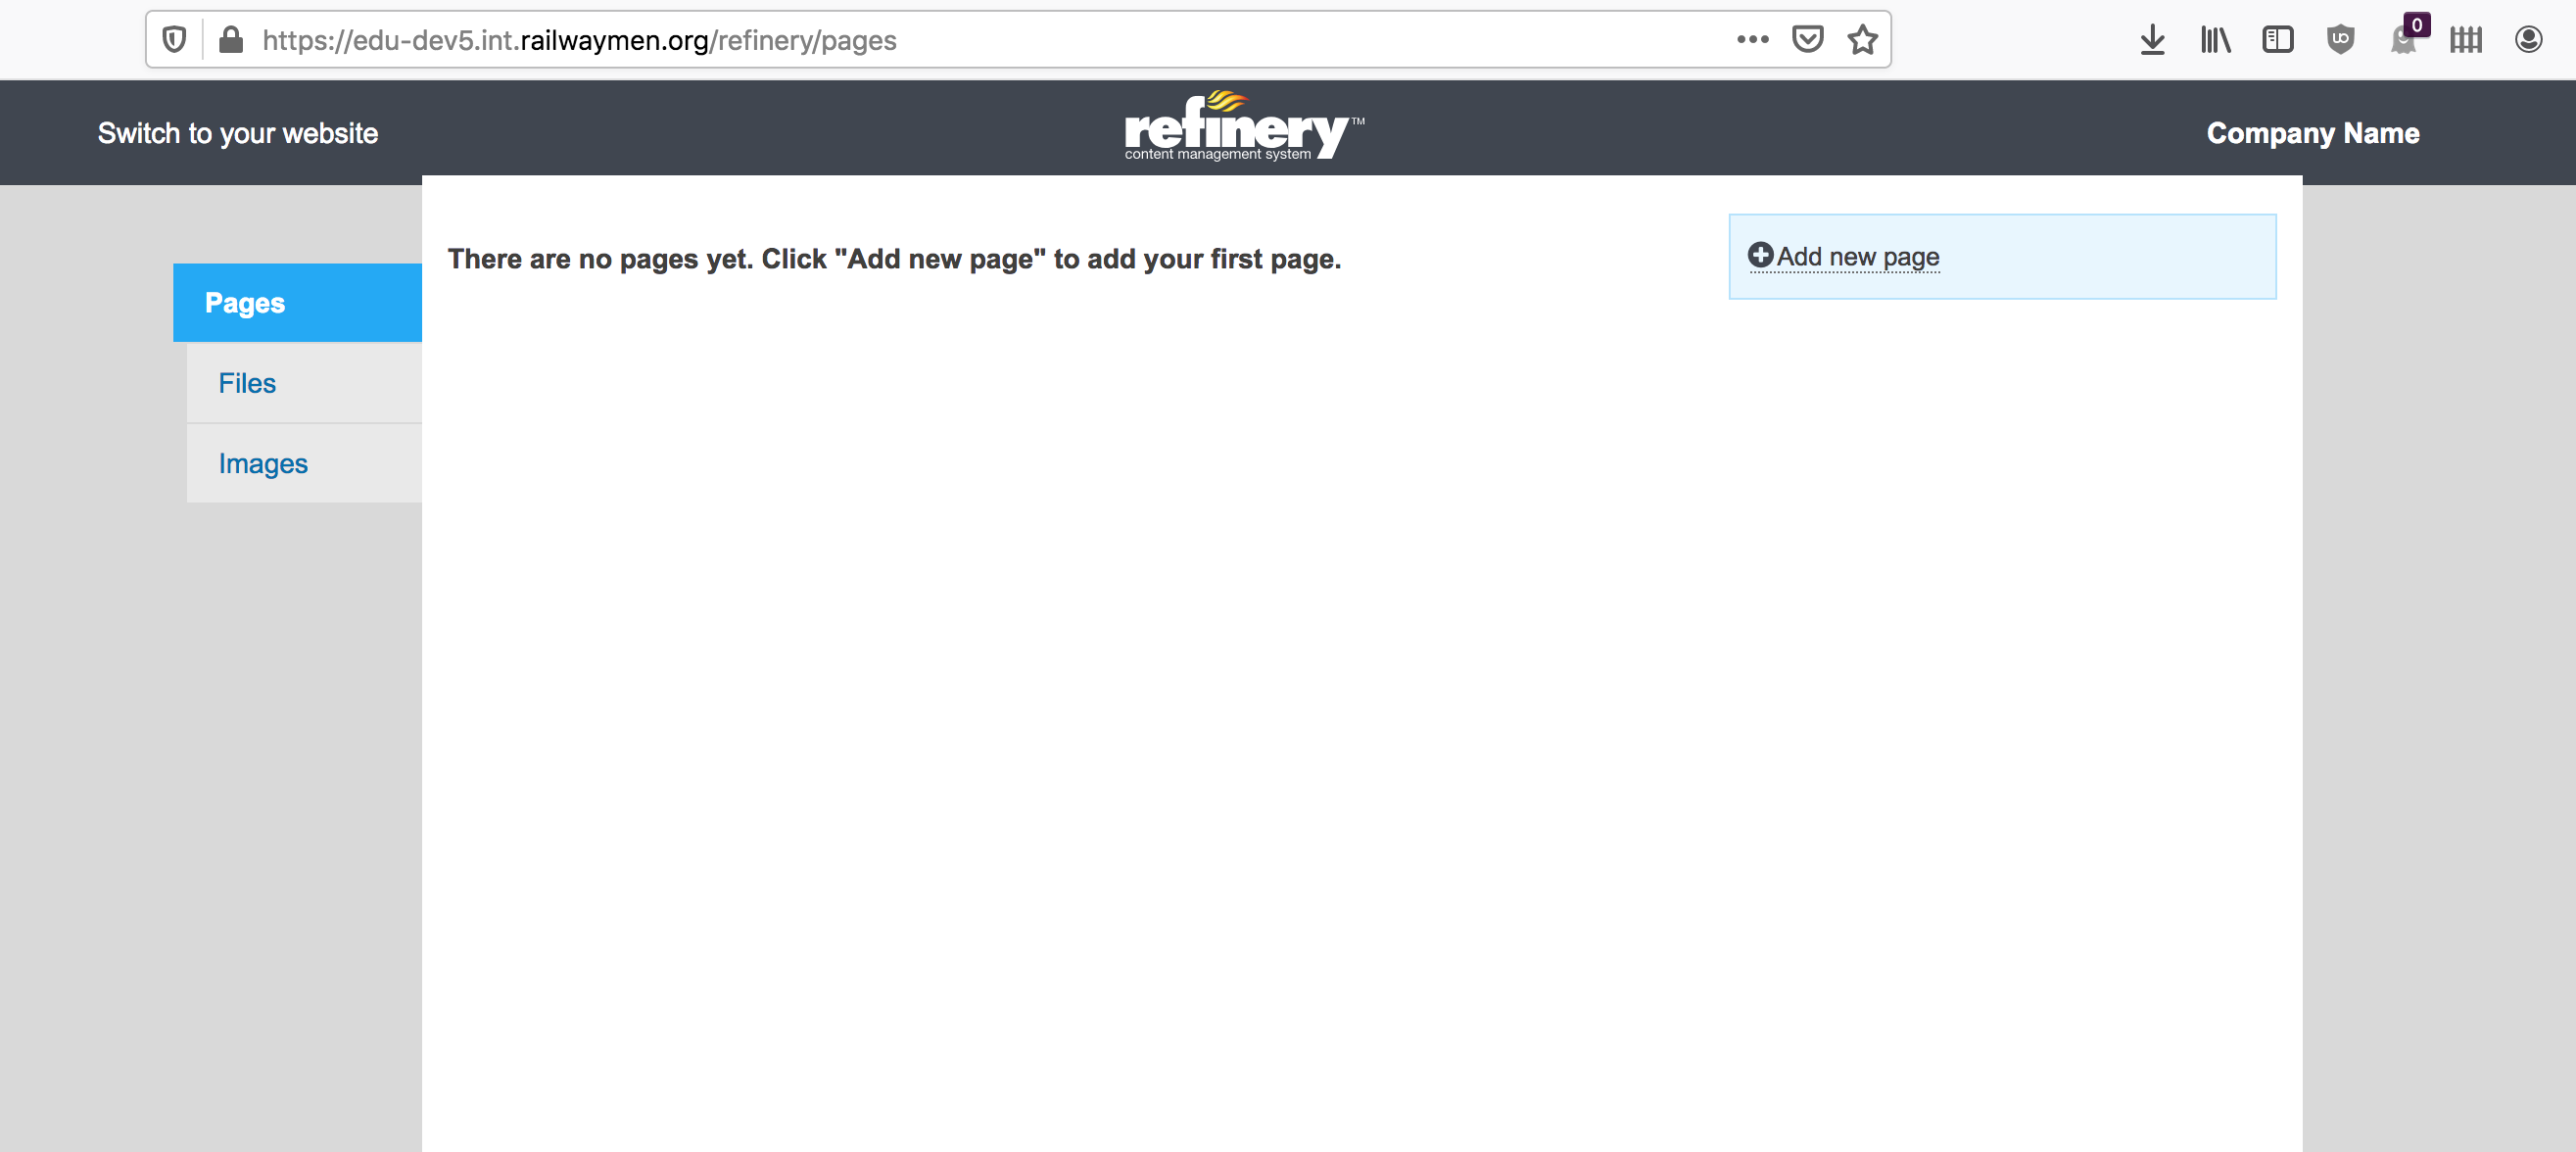 https://edu-dev5.int.railwaymen.org/refinery/pages
0
Switch to your website
refinery™
content management system
Company Name
There are no pages yet. Click "Add new page" to add your first page.
Add new page
Pages
Files
Images